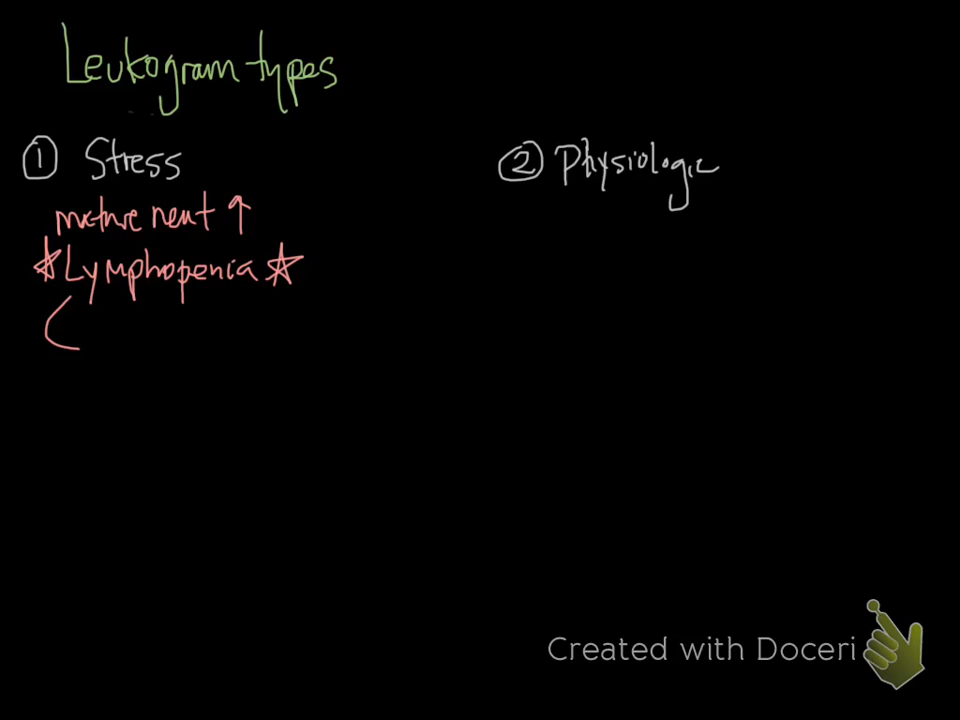 Leukogram types
① Stress
mature neut ↑
☆Lymphopenia☆
② Physiologic
Created with Doceri